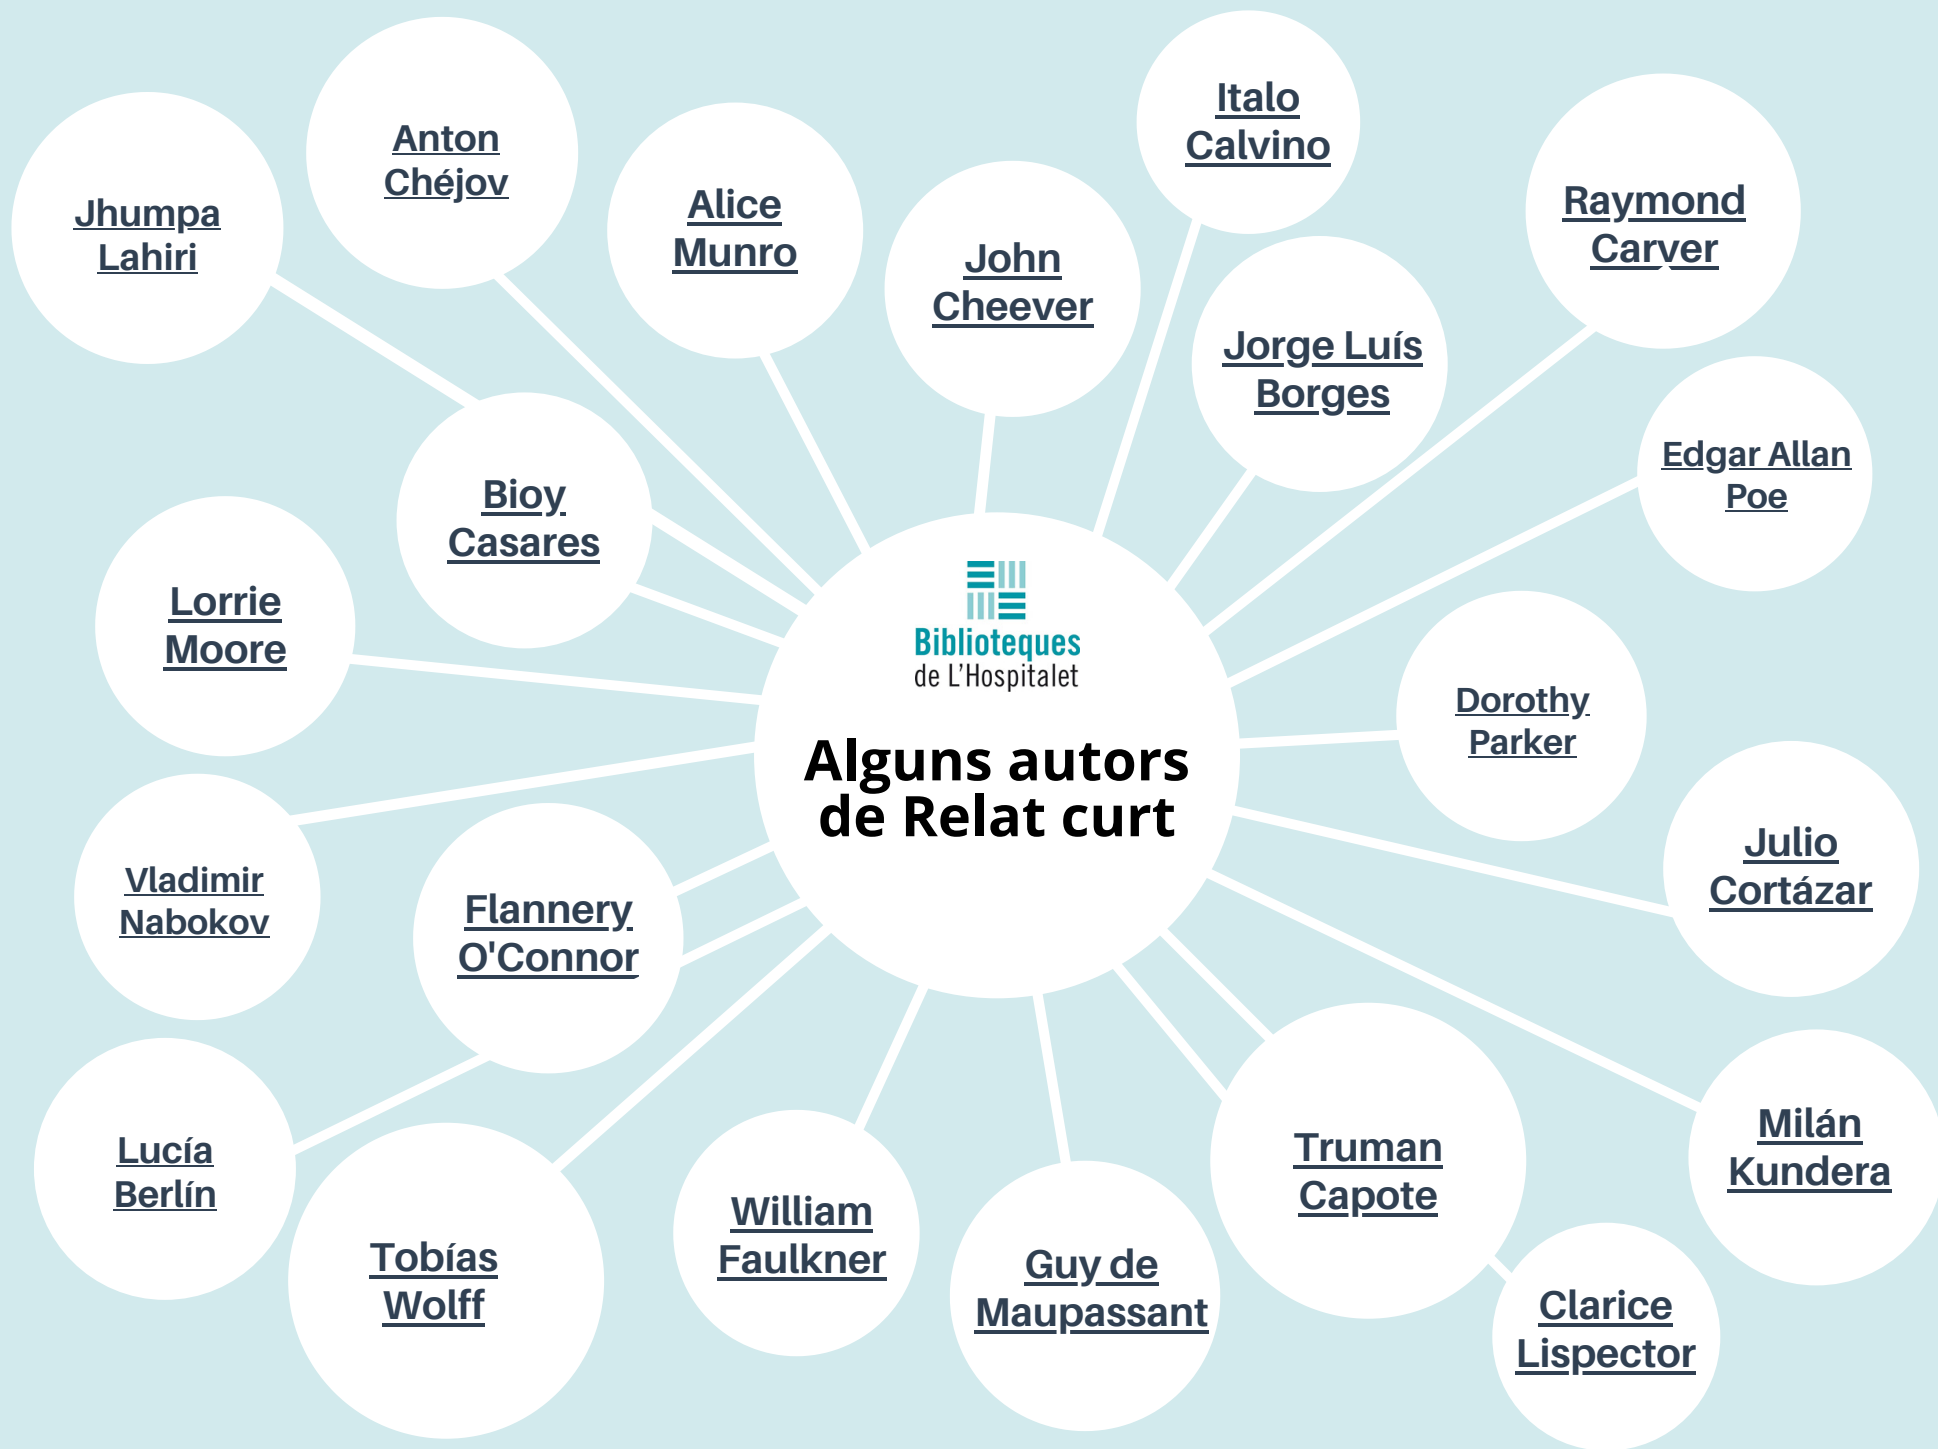 Jhumpa
Lahiri
Anton
Chéjov
Alice
Munro
John
Cheever
Italo
Calvino
Jorge Luís
Borges
Raymond
Carver
Edgar Allan
Poe
Bioy
Casares
Lorrie
Moore
Biblioteques
de L'Hospitalet
Alguns autors
de Relat curt
Dorothy
Parker
Julio
Cortázar
Vladimir
Nabokov
Flannery
O'Connor
Lucía
Berlín
Tobías
Wolff
William
Faulkner
Guy de
Maupassant
Truman
Capote
Milán
Kundera
Clarice
Lispector